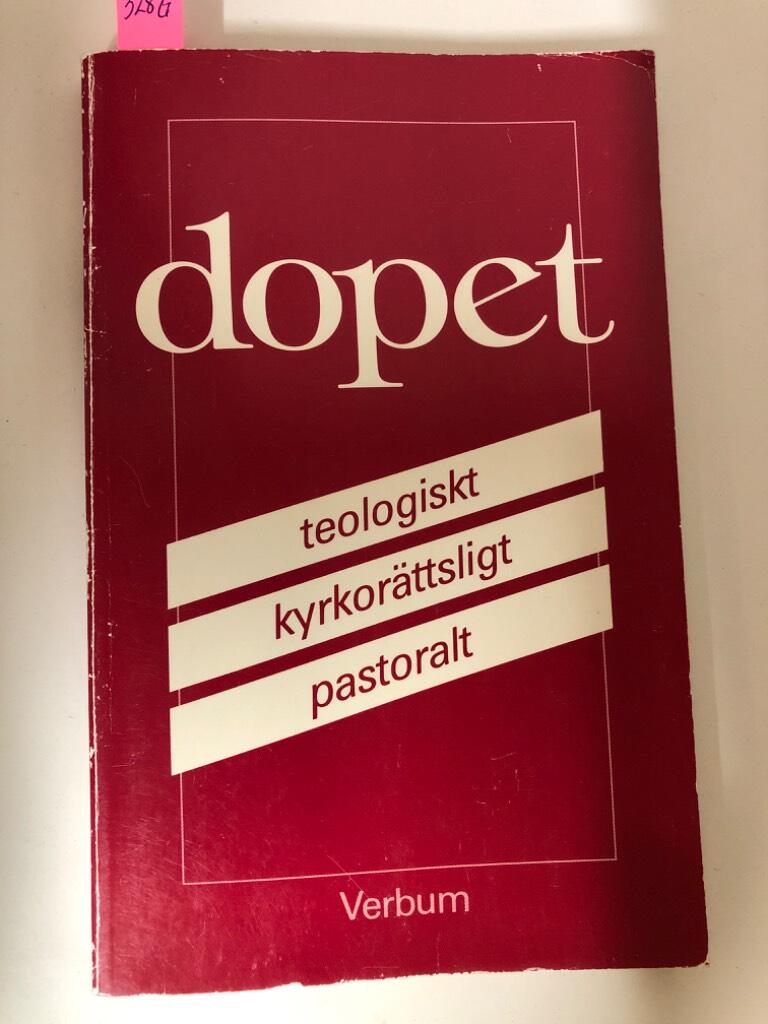 dopet
teologiskt
kyrkorättsligt
pastoralt
Verbum